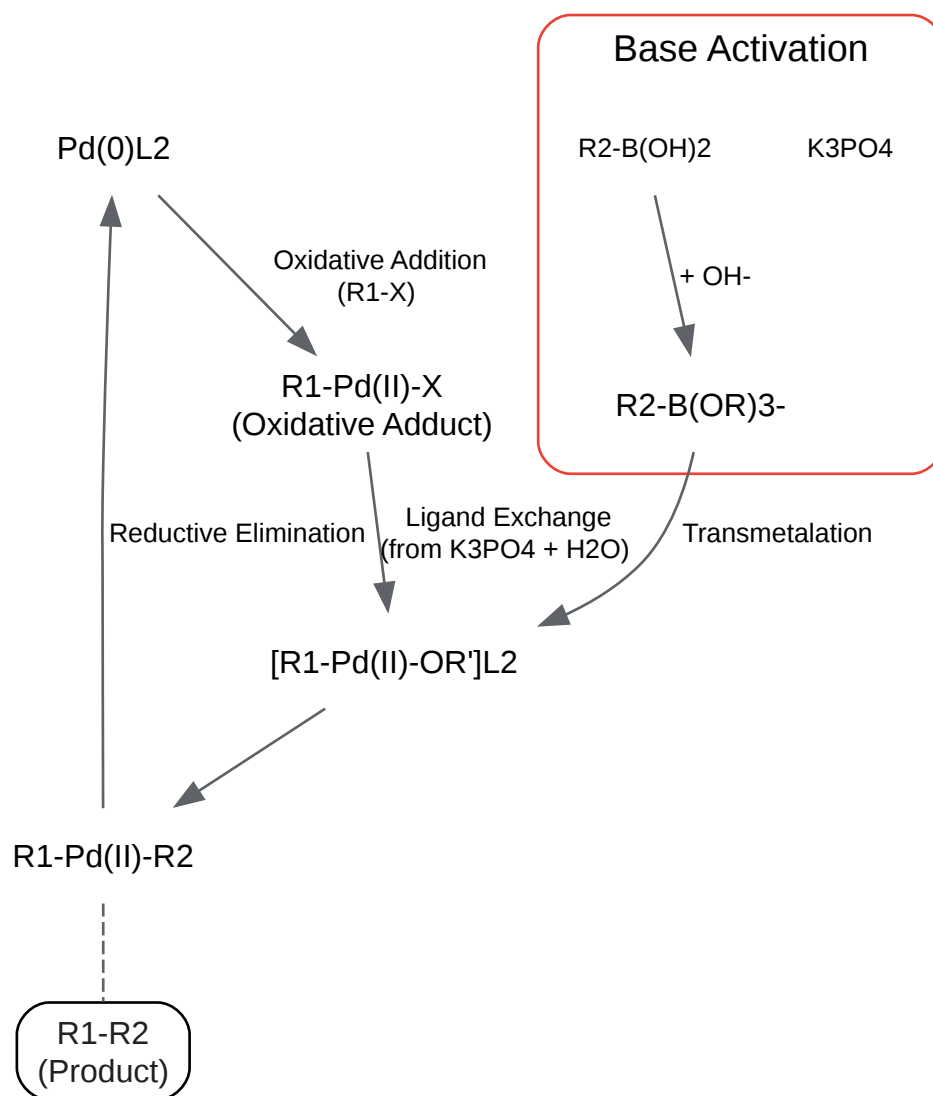 Base Activation
Pd(0)L2
R2-B(OH)2
K3PO4
Oxidative Addition
(R1-X)
+ OH-
R1-Pd(II)-X
(Oxidative Adduct)
R2-B(OR)3-
Reductive Elimination
Ligand Exchange
(from K3PO4 + H2O)
Transmetalation
[R1-Pd(II)-OR']L2
R1-Pd(II)-R2
R1-R2
(Product)